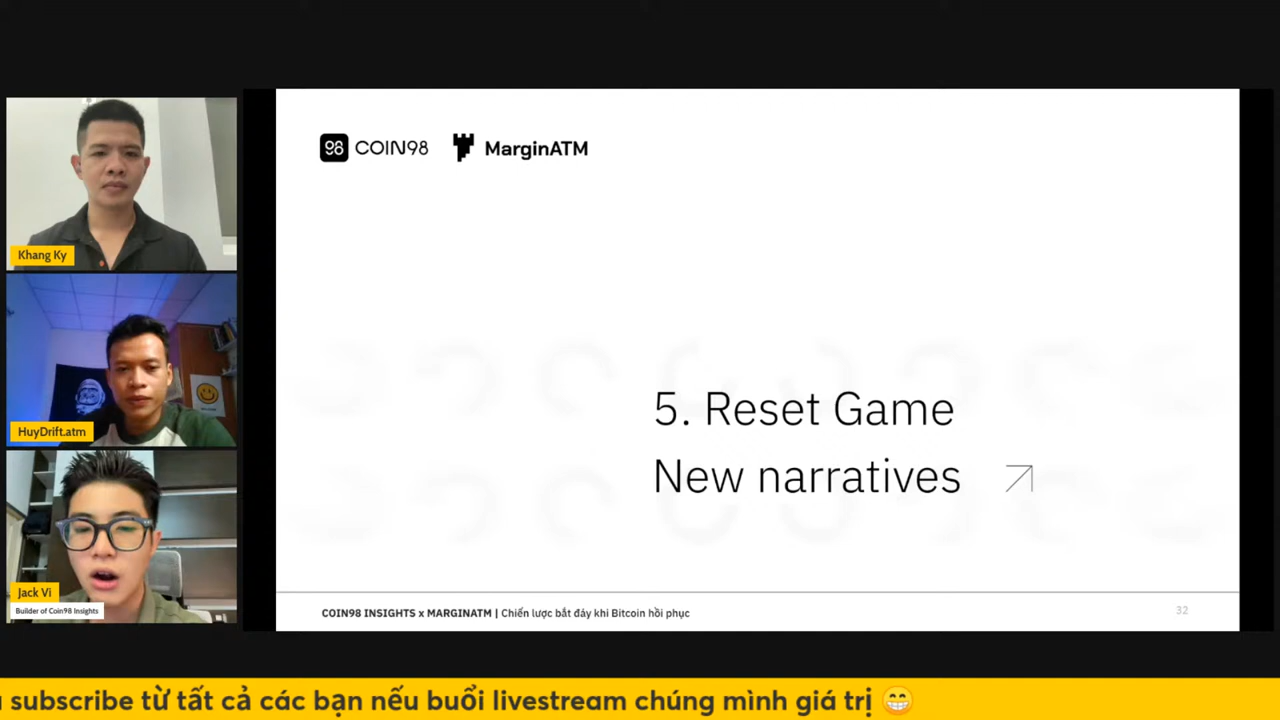 Khang Ky
HuyDrift.atm
Jack Vi
Builder of Coin98 Insights
98 COIN98 MarginATM
5. Reset Game
New narratives
COIN98 INSIGHTS x MARGINATM | Chiến lược bắt đáy khi Bitcoin hồi phục
32
subscribe từ tất cả các bạn nếu buổi livestream chúng mình giá trị 😁